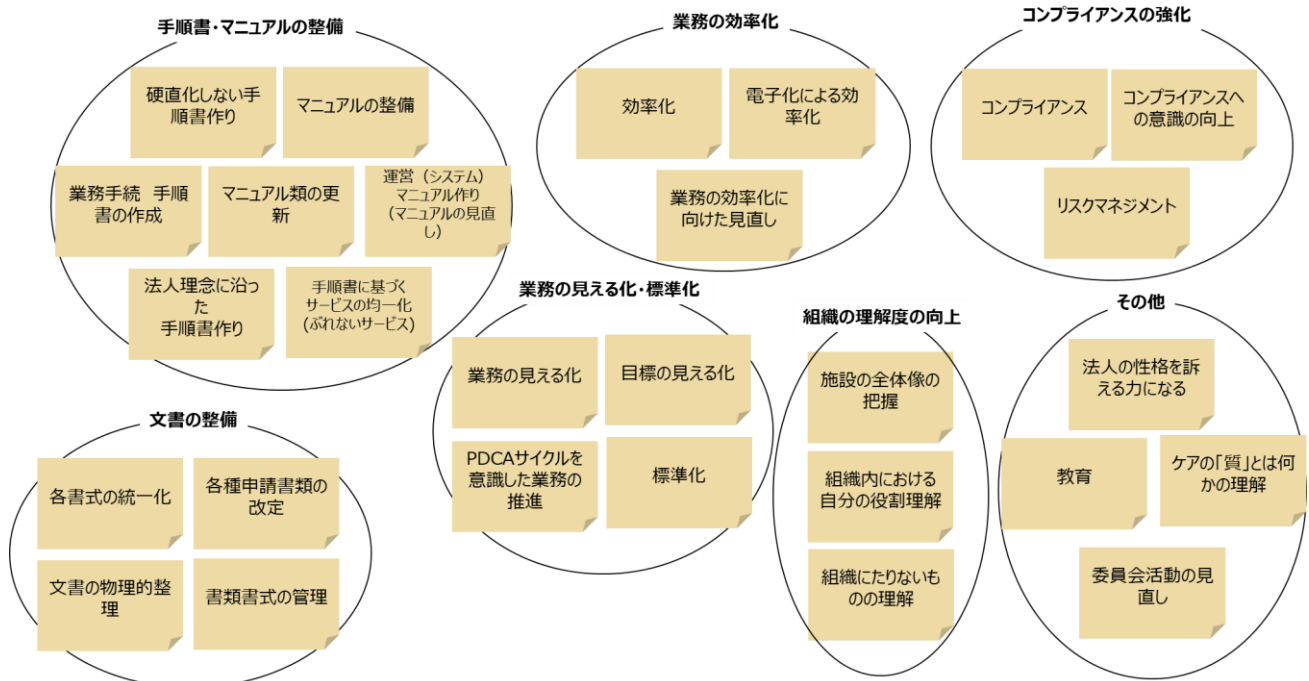 手順書・マニュアルの整備
硬直化しない手
順書作り
マニュアルの整備
業務手続 手順
書の作成
マニュアル類の更
新
運営（システム）
マニュアル作り
（マニュアルの見直
し）
法人理念に沿っ
た
手順書作り
手順書に基づく
サービスの均一化
(ぶれないサービス)
業務の効率化
効率化
電子化による効
率化
業務の効率化に
向けた見直し
コンプライアンスの強化
コンプライアンス
コンプライアンスへ
の意識の向上
リスクマネジメント
文書の整備
各書式の統一化
各種申請書類の
改定
文書の物理的整
理
書類書式の管理
業務の見える化・標準化
業務の見える化
目標の見える化
PDCAサイクルを
意識した業務の
推進
標準化
組織の理解度の向上
施設の全体像の
把握
組織内における
自分の役割理解
組織にたりないも
のの理解
その他
法人の性格を訴
える力になる
教育
ケアの「質」とは何
かの理解
委員会活動の見
直し